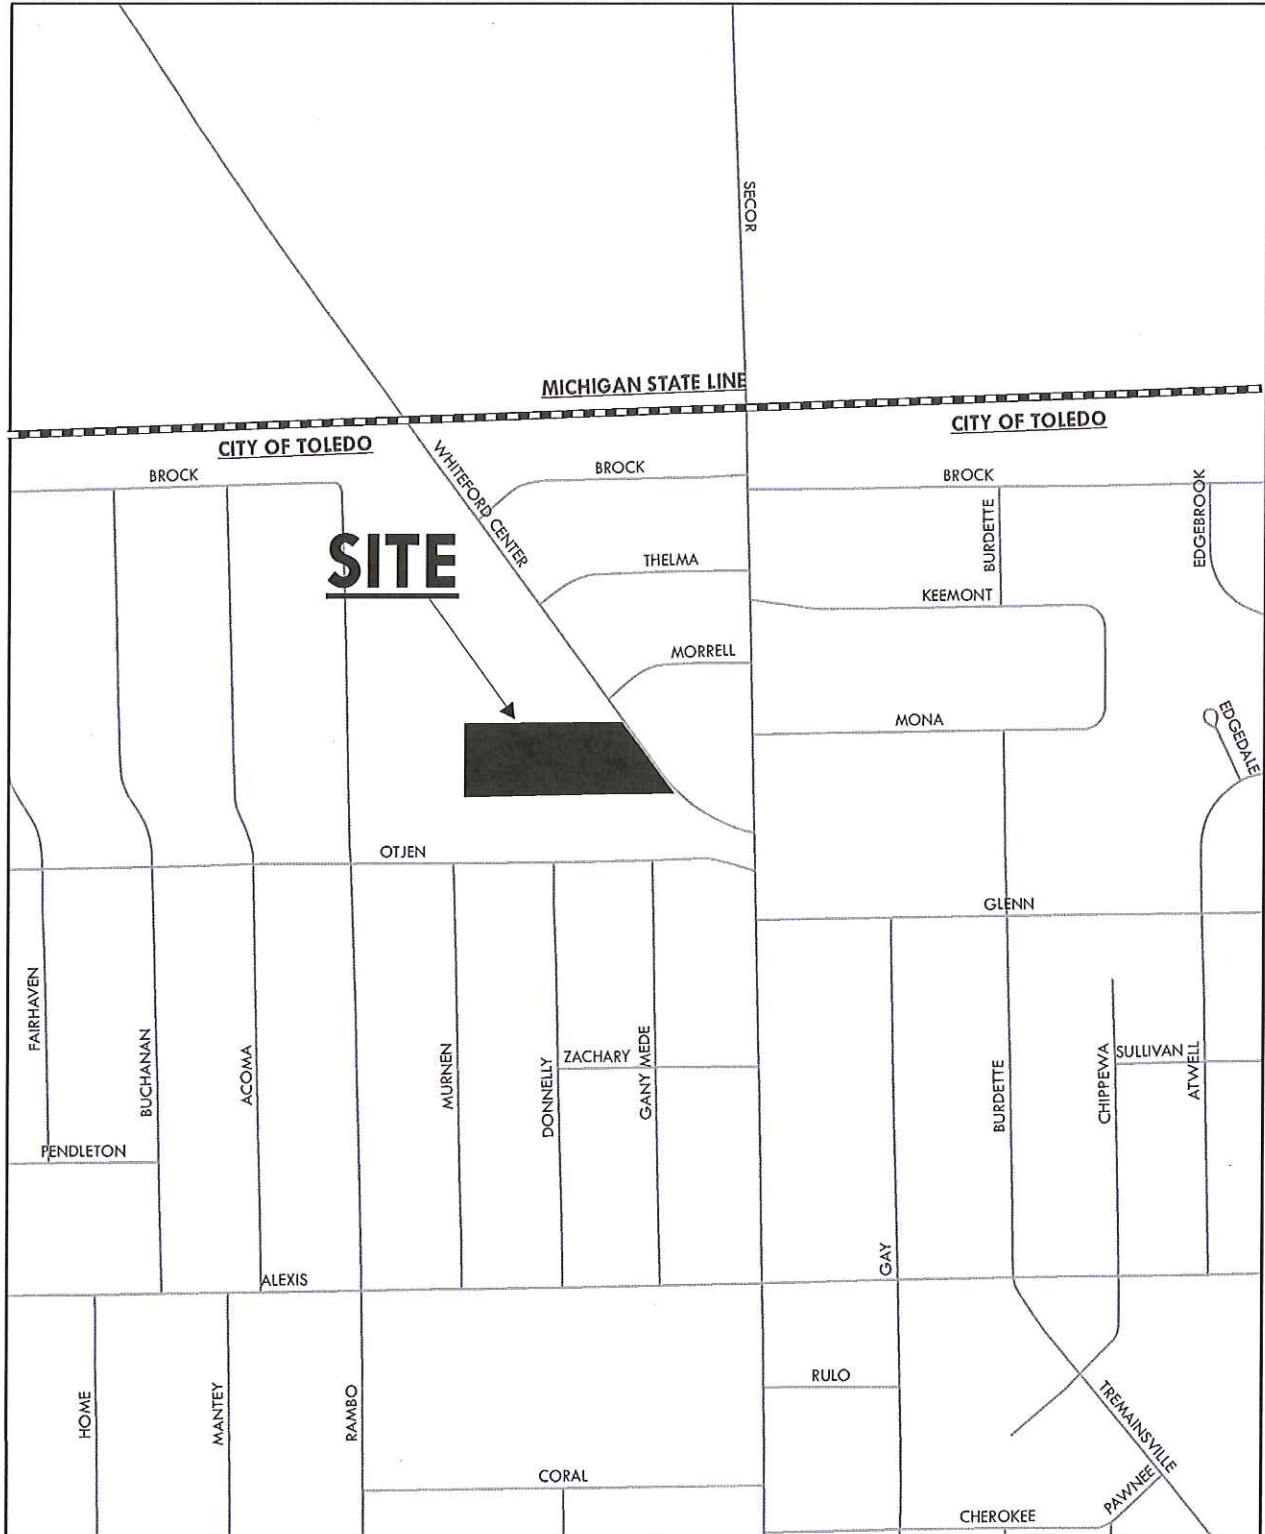 SECOR
MICHIGAN STATE LINE
CITY OF TOLEDO
CITY OF TOLEDO
BROCK
WHITEFORD CENTER
BROCK
BROCK
BURDETTE
EDGEBROOK
SITE
THELMA
KEEMONT
MORRELL
MONA
EDGEDALE
OTJEN
GLENN
FAIRHAVEN
BUCHANAN
ACOMA
MURNEN
DONNELLY
ZACHARY
GANY MEDE
BURDETTE
CHIPPEWA
SULLIVAN
ATWELL
PENDLETON
GAY
ALEXIS
HOME
MANTEY
RAMBO
RULO
TREMAINSVILLE
CORAL
PAWNEE
CHEROKEE